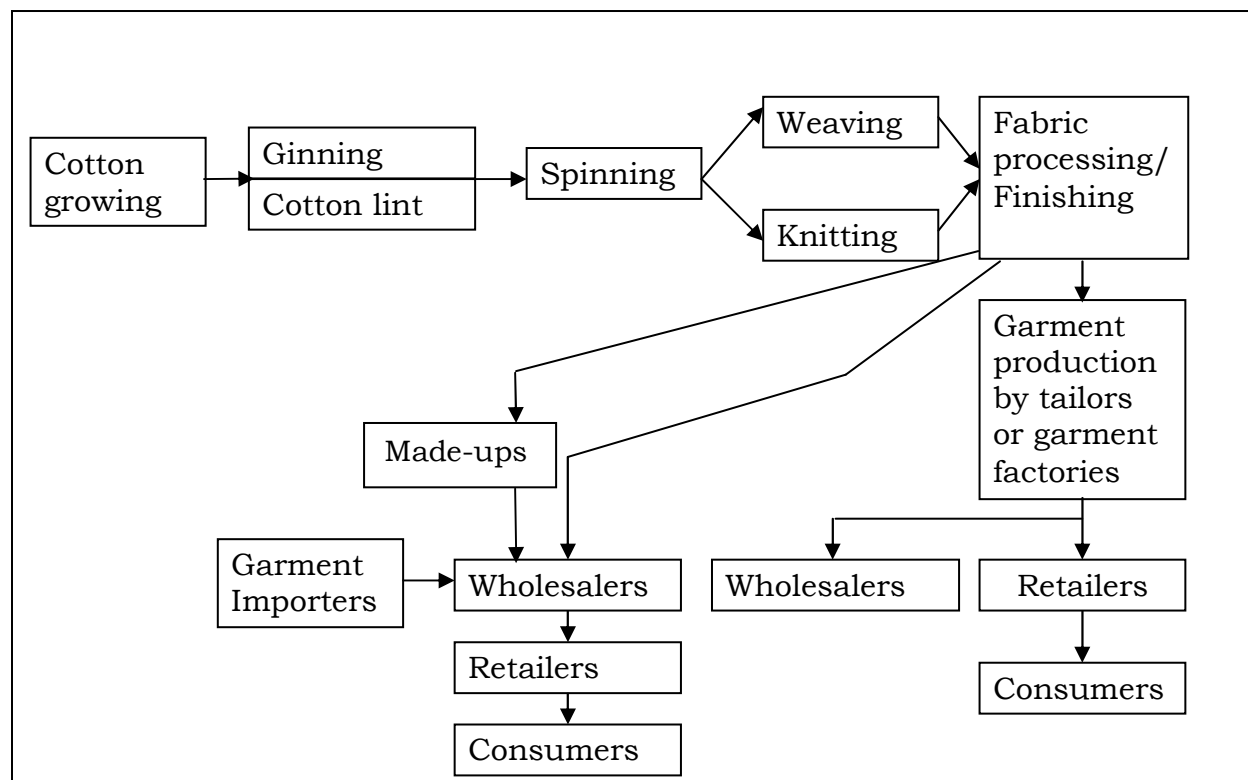 Cotton
growing
Ginning
Cotton lint
Spinning
Weaving
Knitting
Fabric
processing/
Finishing
Garment
production
by tailors
or garment
factories
Made-ups
Garment
Importers
Wholesalers
Retailers
Consumers
Wholesalers
Retailers
Consumers